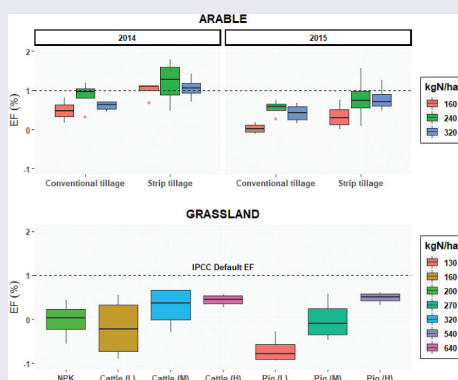 ARABLE
2014
2015
EF (%)
2
1
0
-1
Conventional tillage
Strip tillage
Conventional tillage
Strip tillage
kgN/ha
160
240
320
GRASSLAND
EF (%)
2
1
0
-1
IPCC Default EF
NPK
Cattle (L)
Cattle (M)
Cattle (H)
Pig (L)
Pig (M)
Pig (H)
kgN/ha
130
160
200
270
320
540
640